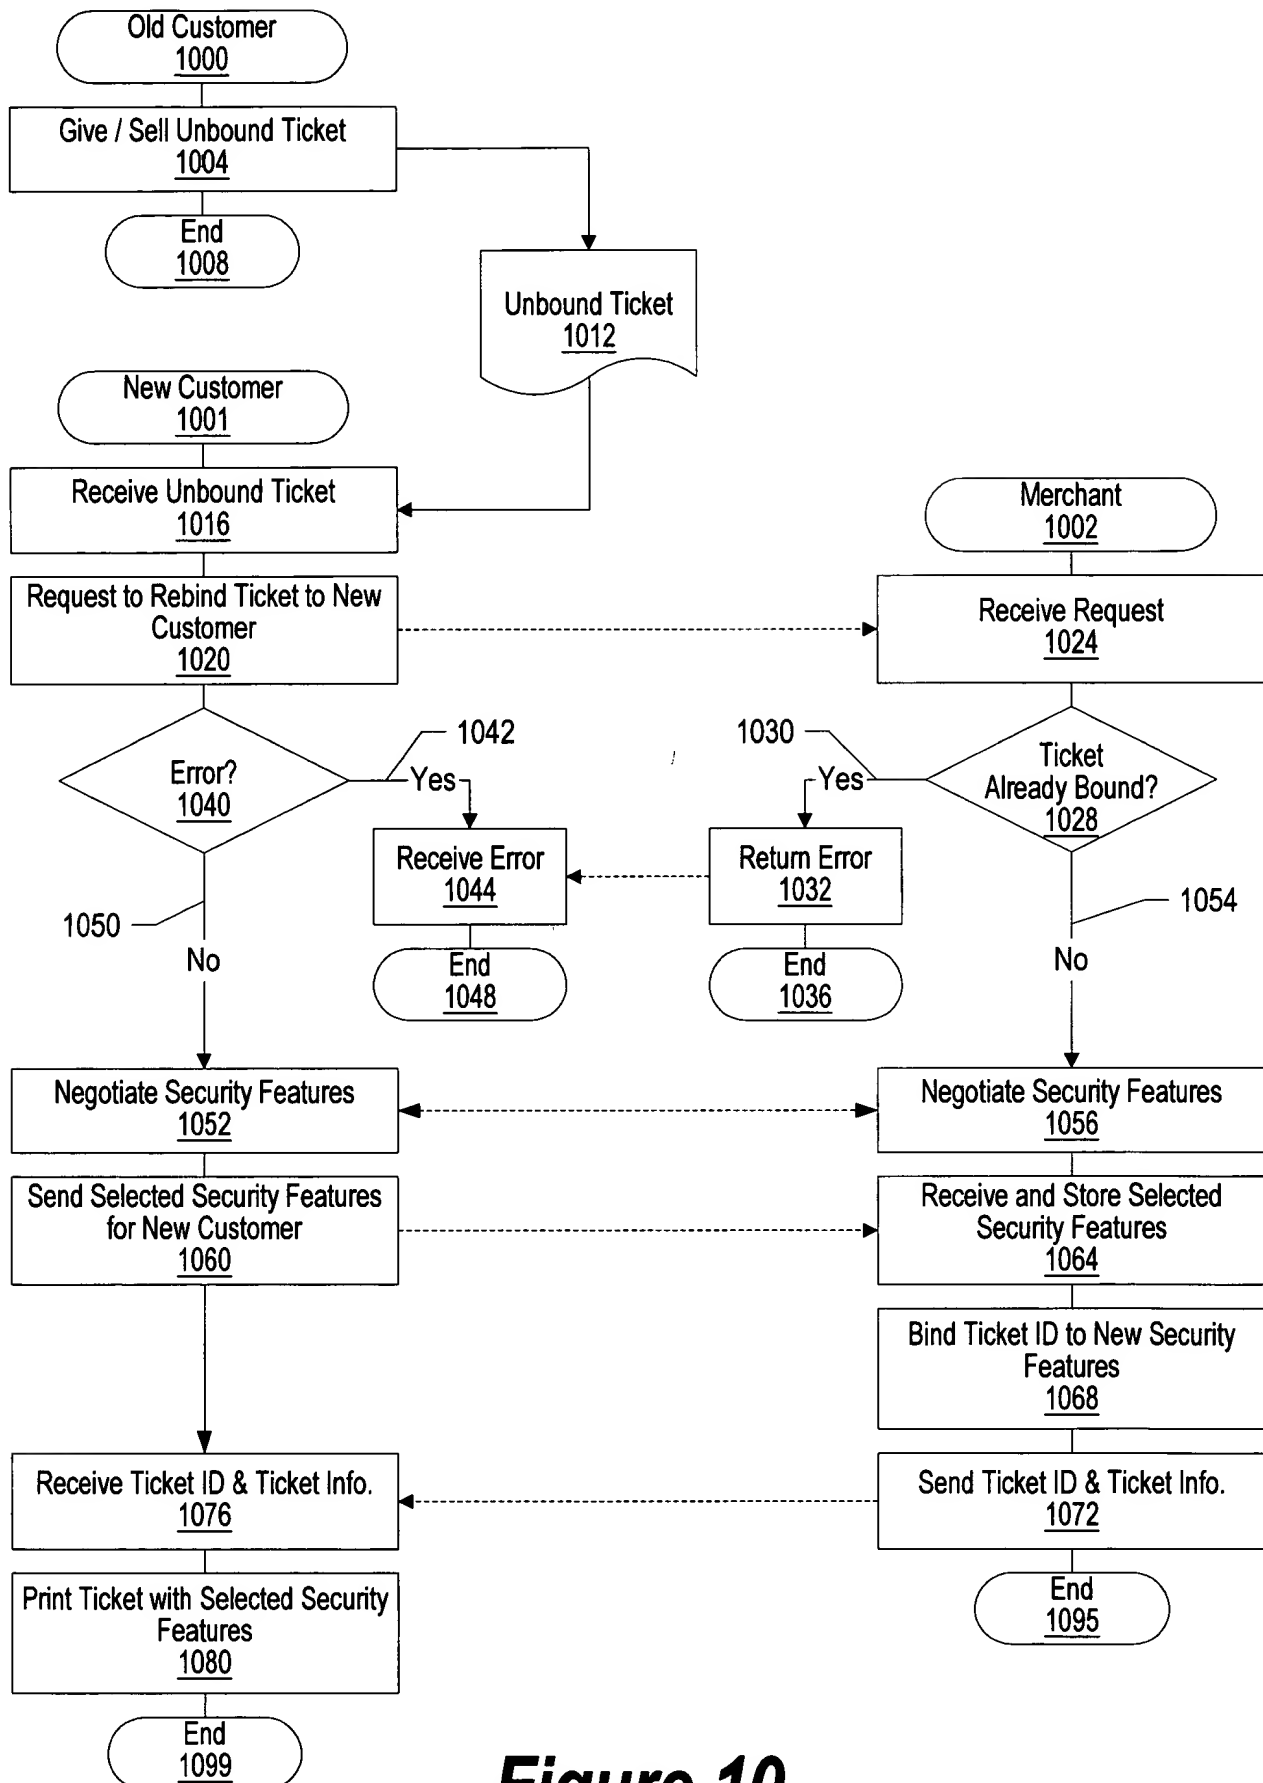 Old Customer
1000
Give / Sell Unbound Ticket
1004
End
1008
Unbound Ticket
1012
New Customer
1001
Receive Unbound Ticket
1016
Request to Rebind Ticket to New
Customer
1020
Merchant
1002
Receive Request
1024
Error?
1040
1042
Yes
Receive Error
1044
End
1048
1030
Yes
Return Error
1032
End
1036
Ticket
Already Bound?
1028
1050
No
1054
No
Negotiate Security Features
1052
Negotiate Security Features
1056
Send Selected Security Features
for New Customer
1060
Receive and Store Selected
Security Features
1064
Bind Ticket ID to New Security
Features
1068
Receive Ticket ID & Ticket Info.
1076
Send Ticket ID & Ticket Info.
1072
Print Ticket with Selected Security
Features
1080
End
1095
End
1099
Figure 10